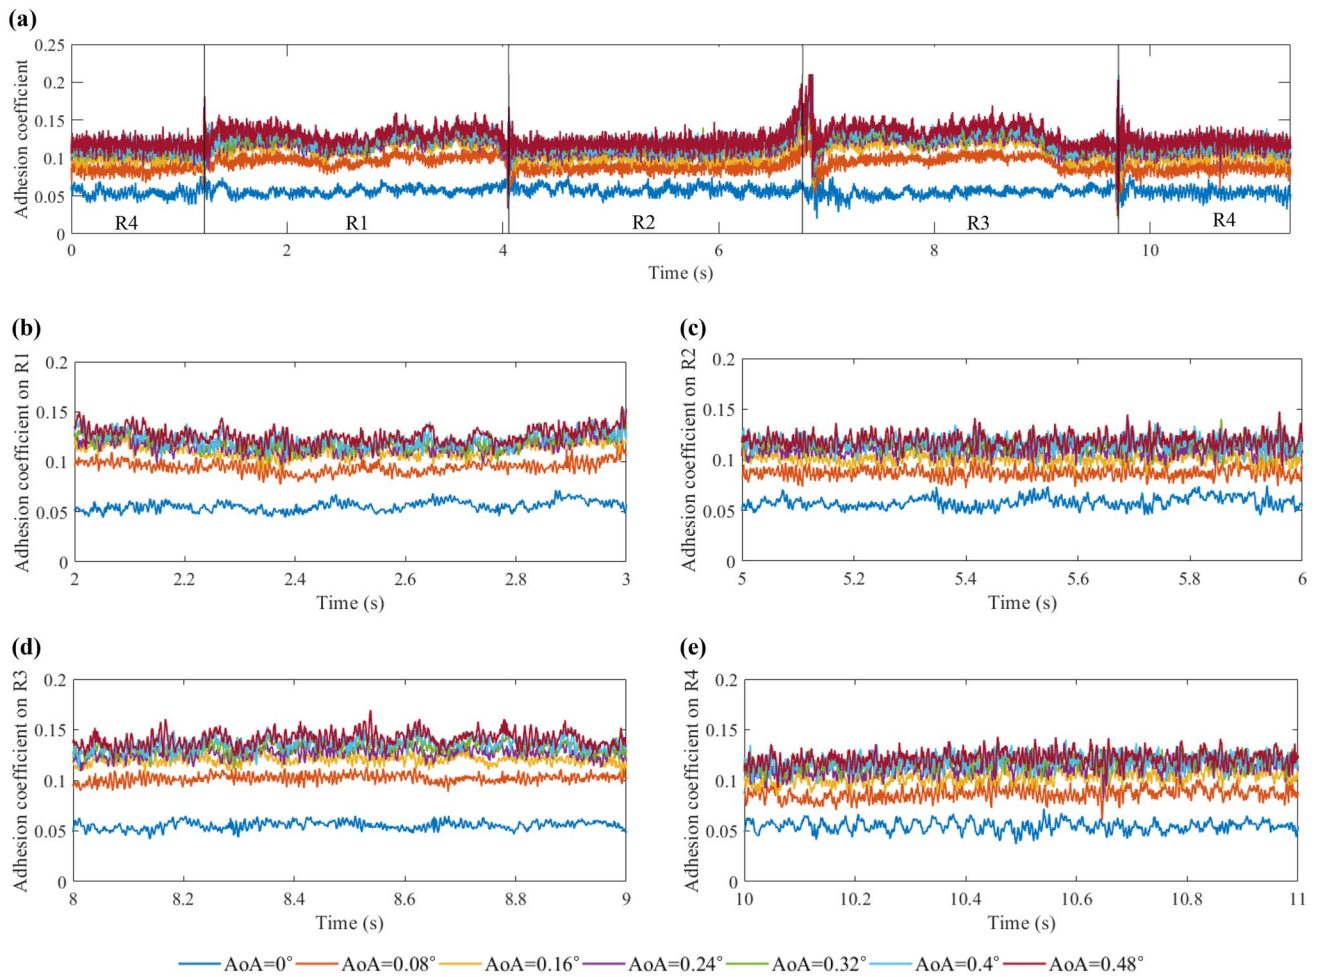 (a)
Adhesion coefficient
0.25
0.2
0.15
0.1
0.05
0
R4
R1
R2
R3
R4
0
2
4
6
8
10
Time (s)
(b)
Adhesion coefficient on R1
0.2
0.15
0.1
0.05
0
2
2.2
2.4
2.6
2.8
3
Time (s)
(c)
Adhesion coefficient on R2
0.2
0.15
0.1
0.05
0
5
5.2
5.4
5.6
5.8
6
Time (s)
(d)
Adhesion coefficient on R3
0.2
0.15
0.1
0.05
0
8
8.2
8.4
8.6
8.8
9
Time (s)
(e)
Adhesion coefficient on R4
0.2
0.15
0.1
0.05
0
10
10.2
10.4
10.6
10.8
11
Time (s)
AoA=0° AoA=0.08° AoA=0.16° AoA=0.24° AoA=0.32° AoA=0.4° AoA=0.48°